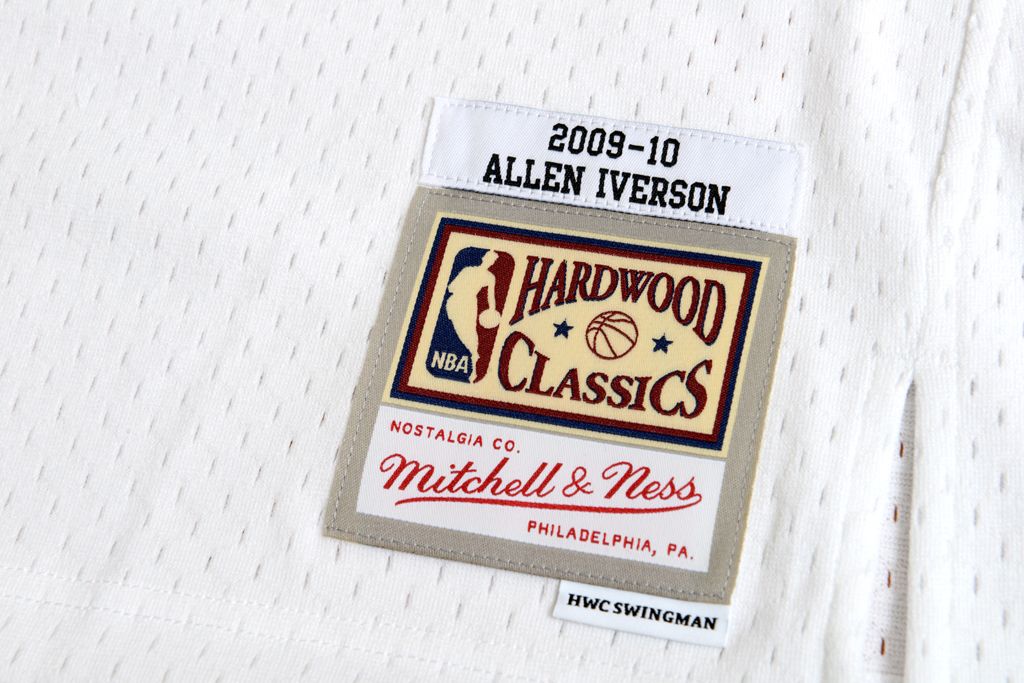 2009-10
ALLEN IVERSON
HARDWOOD
CLASSICS
NBA
NOSTALGIA CO.
Mitchell & Ness
PHILADELPHIA, PA.
HWC SWINGMAN